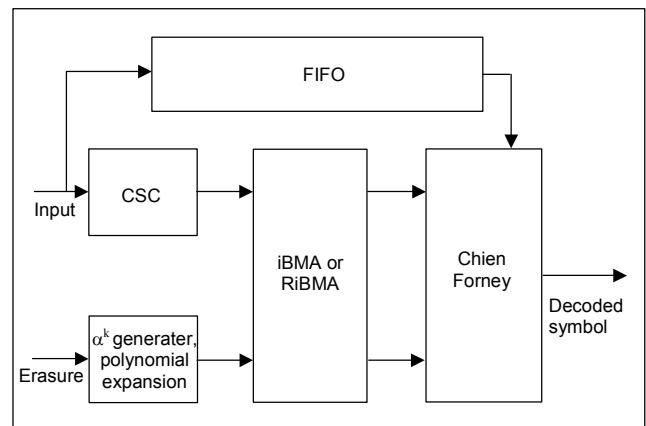 FIFO
CSC
Input
iBMA or
RiBMA
Chien
Forney
Decoded
symbol
αᵏ generater,
polynomial
expansion
Erasure